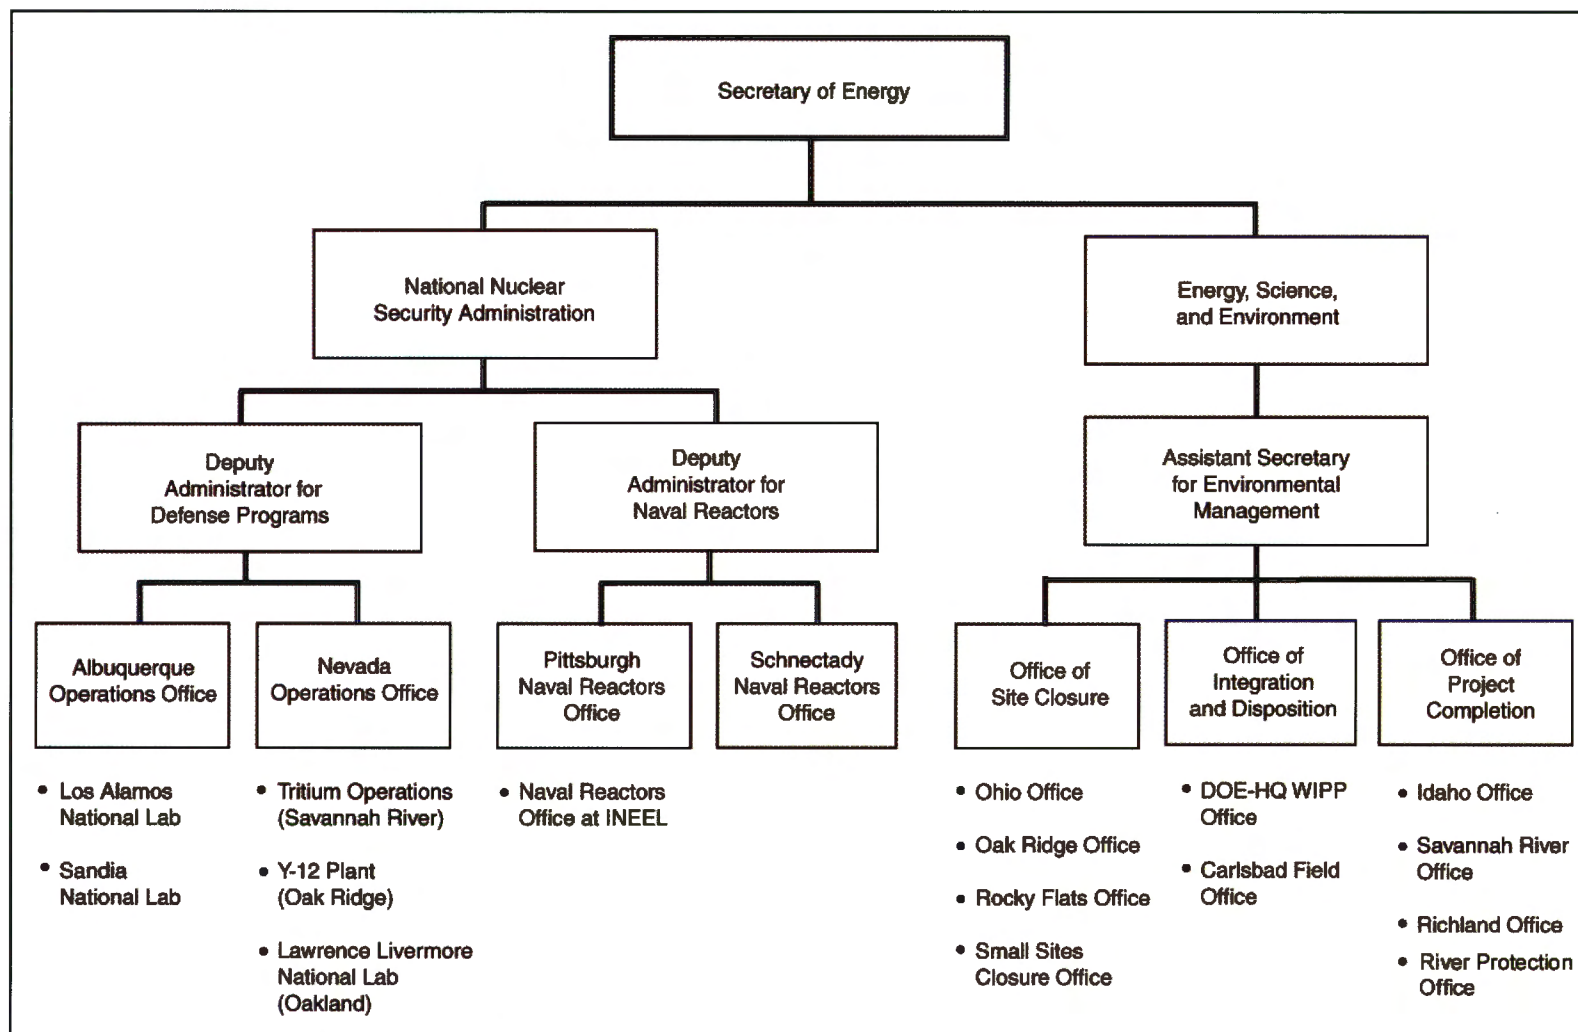 Secretary of Energy
National Nuclear
Security Administration
Energy, Science,
and Environment
Deputy
Administrator for
Defense Programs
Deputy
Administrator for
Naval Reactors
Assistant Secretary
for Environmental
Management
Albuquerque
Operations Office
Nevada
Operations Office
Pittsburgh
Naval Reactors
Office
Schnectady
Naval Reactors
Office
Office of
Site Closure
Office of
Integration
and Disposition
Office of
Project
Completion
• Los Alamos
National Lab
• Sandia
National Lab
• Tritium Operations
(Savannah River)
• Y-12 Plant
(Oak Ridge)
• Lawrence Livermore
National Lab
(Oakland)
• Naval Reactors
Office at INEEL
• Ohio Office
• Oak Ridge Office
• Rocky Flats Office
• Small Sites
Closure Office
• DOE-HQ WIPP
Office
• Carlsbad Field
Office
• Idaho Office
• Savannah River
Office
• Richland Office
• River Protection
Office